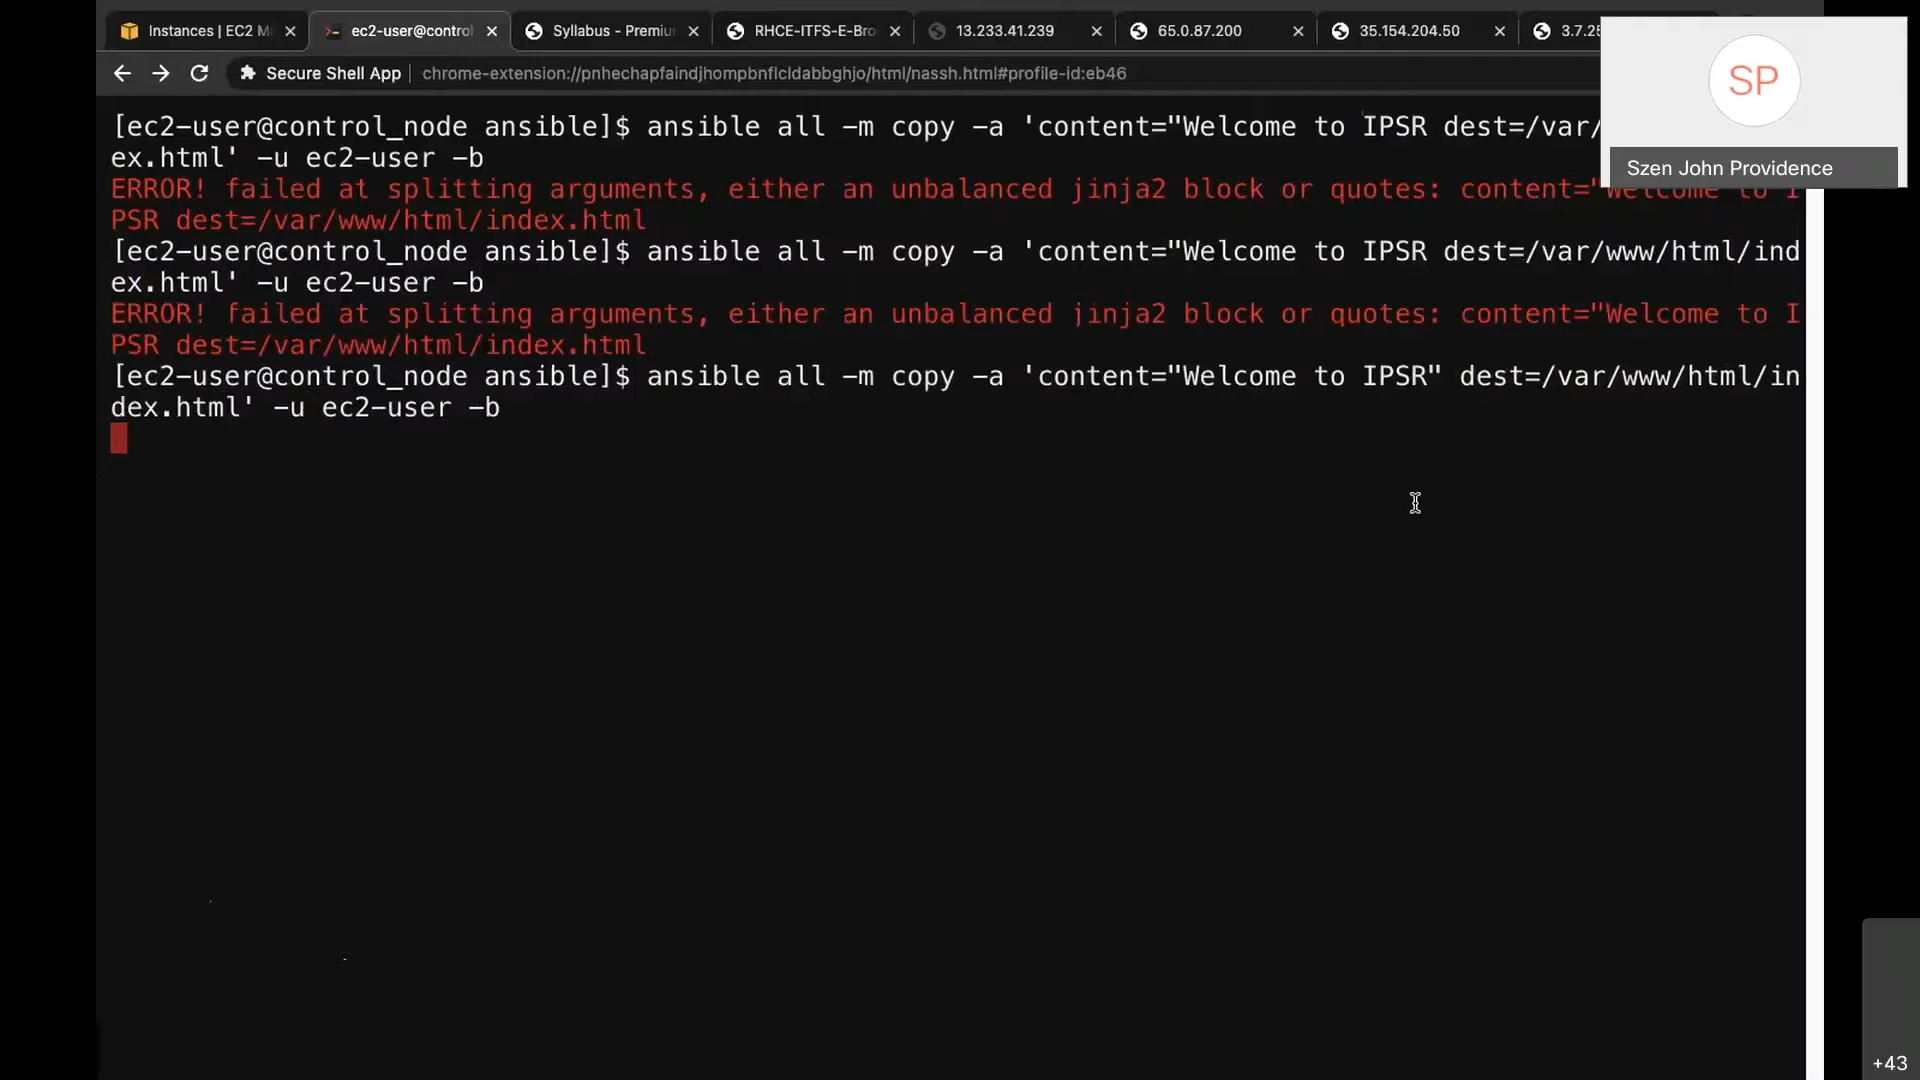 Instances | EC2 M
ec2-user@contro
Syllabus - Premiu
RHCE-ITFS-E-Bro
13.233.41.239
65.0.87.200
35.154.204.50
3.7.25
Secure Shell App
chrome-extension://pnhechapfaindjhompbnflcldabbghjo/html/nassh.html#profile-id:eb46
SP
Szen John Providence
[ec2-user@control_node ansible]$ ansible all -m copy -a 'content="Welcome to IPSR dest=/var/
ex.html' -u ec2-user -b
ERROR! failed at splitting arguments, either an unbalanced jinja2 block or quotes: content="Welcome to I
PSR dest=/var/www/html/index.html
[ec2-user@control_node ansible]$ ansible all -m copy -a 'content="Welcome to IPSR dest=/var/www/html/ind
ex.html' -u ec2-user -b
ERROR! failed at splitting arguments, either an unbalanced jinja2 block or quotes: content="Welcome to I
PSR dest=/var/www/html/index.html
[ec2-user@control_node ansible]$ ansible all -m copy -a 'content="Welcome to IPSR" dest=/var/www/html/in
dex.html' -u ec2-user -b
+43